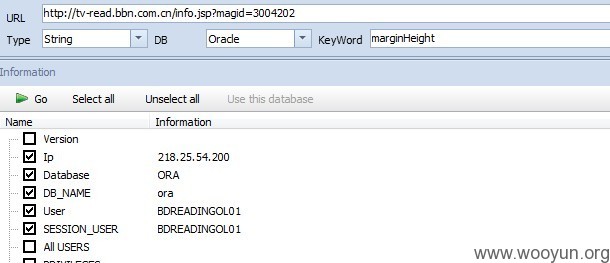 URL http://tv-read.bbn.com.cn/info.jsp?magid=3004202
Type String DB Oracle KeyWord marginHeight
Information
Go Select all Unselect all Use this database
Name Information
Version
Ip 218.25.54.200
Database ORA
DB_NAME ora
User BDREADINGOL01
SESSION_USER BDREADINGOL01
All USERS
www.wooyun.org